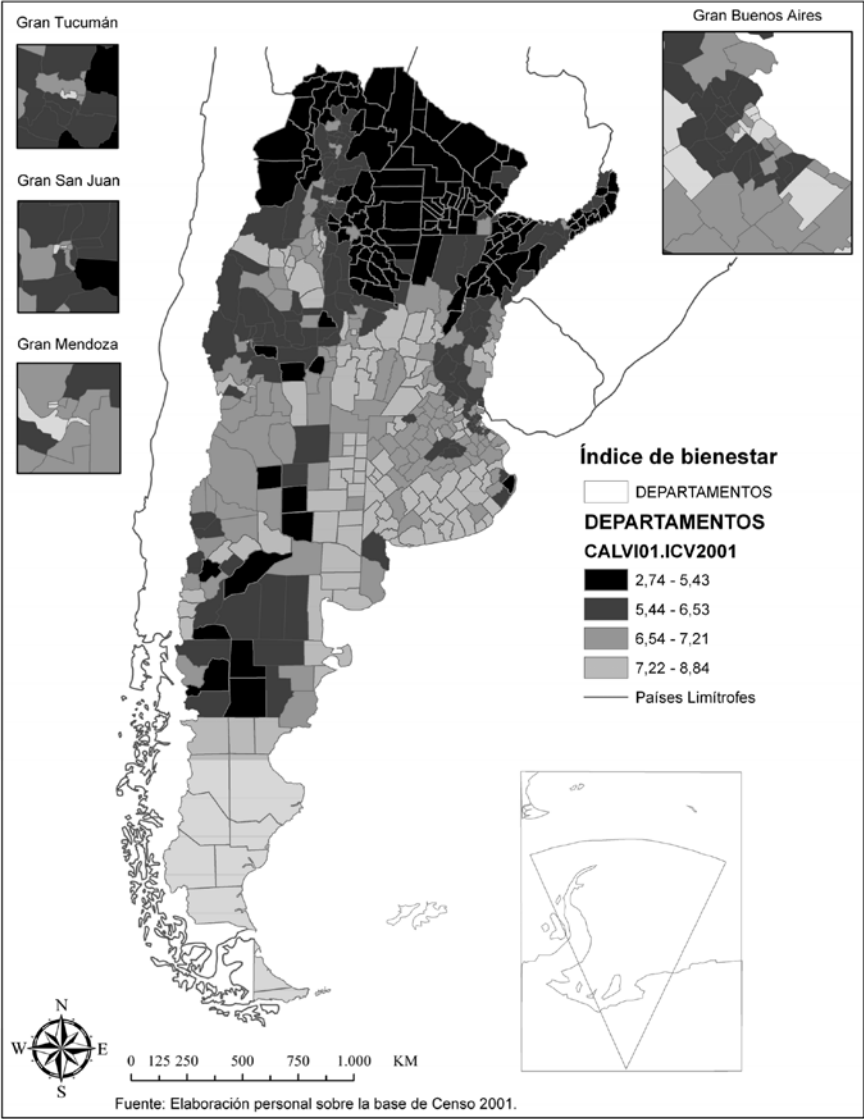 Gran Tucumán
Gran Buenos Aires
Gran San Juan
Gran Mendoza
Índice de bienestar
DEPARTAMENTOS
DEPARTAMENTOS
CALVI01.ICV2001
2,74 - 5,43
5,44 - 6,53
6,54 - 7,21
7,22 - 8,84
Países Limítrofes
N
W E
S
0 125 250 500 750 1.000 KM
Fuente: Elaboración personal sobre la base de Censo 2001.